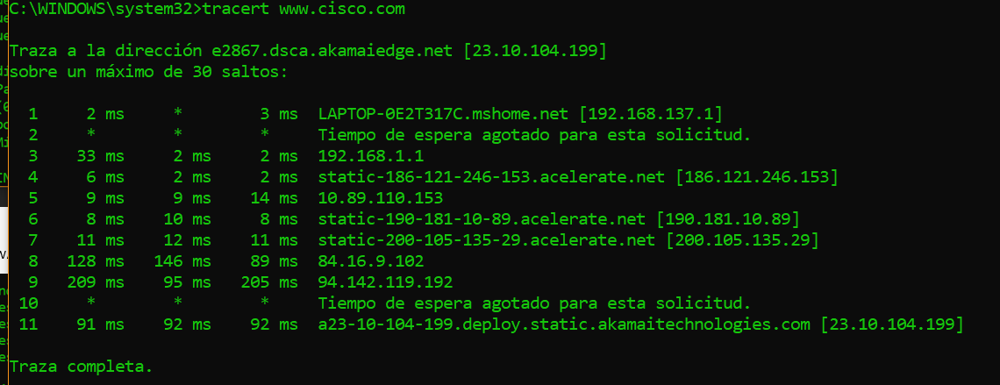 C:\WINDOWS\system32>tracert www.cisco.com
Traza a la dirección e2867.dsca.akamaiedge.net [23.10.104.199]
sobre un máximo de 30 saltos:
1 2 ms * 3 ms LAPTOP-0E2T317C.mshome.net [192.168.137.1]
2 * * * Tiempo de espera agotado para esta solicitud.
3 33 ms 2 ms 2 ms 192.168.1.1
4 6 ms 2 ms 2 ms static-186-121-246-153.acelerate.net [186.121.246.153]
5 9 ms 9 ms 14 ms 10.89.110.153
6 8 ms 10 ms 8 ms static-190-181-10-89.acelerate.net [190.181.10.89]
7 11 ms 12 ms 11 ms static-200-105-135-29.acelerate.net [200.105.135.29]
8 128 ms 146 ms 89 ms 84.16.9.102
9 209 ms 95 ms 205 ms 94.142.119.192
10 * * * Tiempo de espera agotado para esta solicitud.
11 91 ms 92 ms 92 ms a23-10-104-199.deploy.static.akamaitechnologies.com [23.10.104.199]
Traza completa.